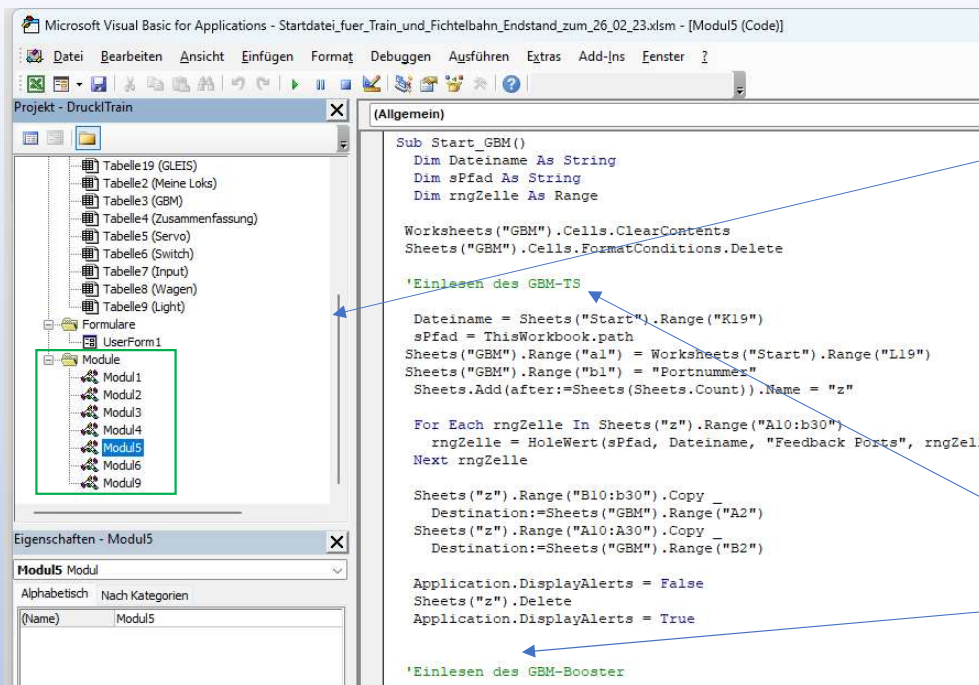 Microsoft Visual Basic for Applications - Startdatei_fuer_Train_und_Fichtelbahn_Endstand_zum_26_02_23.xlsm - [Modul5 (Code)]
Datei Bearbeiten Ansicht Einfügen Format Debuggen Ausführen Extras Add-Ins Fenster ?
Projekt - DruckITrain
Tabelle19 (GLEIS)
Tabelle2 (Meine Loks)
Tabelle3 (GBM)
Tabelle4 (Zusammenfassung)
Tabelle5 (Servo)
Tabelle6 (Switch)
Tabelle7 (Input)
Tabelle8 (Wagen)
Tabelle9 (Light)
Formulare
UserForm1
Module
Modul1
Modul2
Modul3
Modul4
Modul5
Modul6
Modul9
Eigenschaften - Modul5
Modul5 Modul
Alphabetisch Nach Kategorien
(Name) Modul5
(Allgemein)
Sub Start_GBM()
Dim Dateiname As String
Dim sPfad As String
Dim rngZelle As Range
Worksheets("GBM").Cells.ClearContents
Sheets("GBM").Cells.FormatConditions.Delete
'Einlesen des GBM-TS
Dateiname = Sheets("Start").Range("K19")
sPfad = ThisWorkbook.path
Sheets("GBM").Range("a1") = Worksheets("Start").Range("L19")
Sheets("GBM").Range("b1") = "Portnummer"
Sheets.Add(after:=Sheets(Sheets.Count)).Name = "z"
For Each rngZelle In Sheets("z").Range("A10:b30")
rngZelle = HoleWert(sPfad, Dateiname, "Feedback Ports", rngZell
Next rngZelle
Sheets("z").Range("B10:b30").Copy _
Destination:=Sheets("GBM").Range("A2")
Sheets("z").Range("A10:A30").Copy _
Destination:=Sheets("GBM").Range("B2")
Application.DisplayAlerts = False
Sheets("z").Delete
Application.DisplayAlerts = True
'Einlesen des GBM-Booster